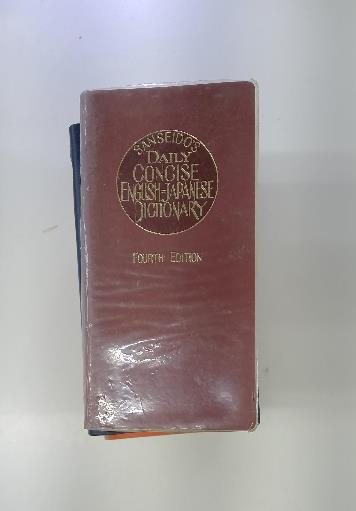 SANSEIDO'S
DAILY
CONCISE
ENGLISH-JAPANESE
DICTIONARY
FOURTH EDITION